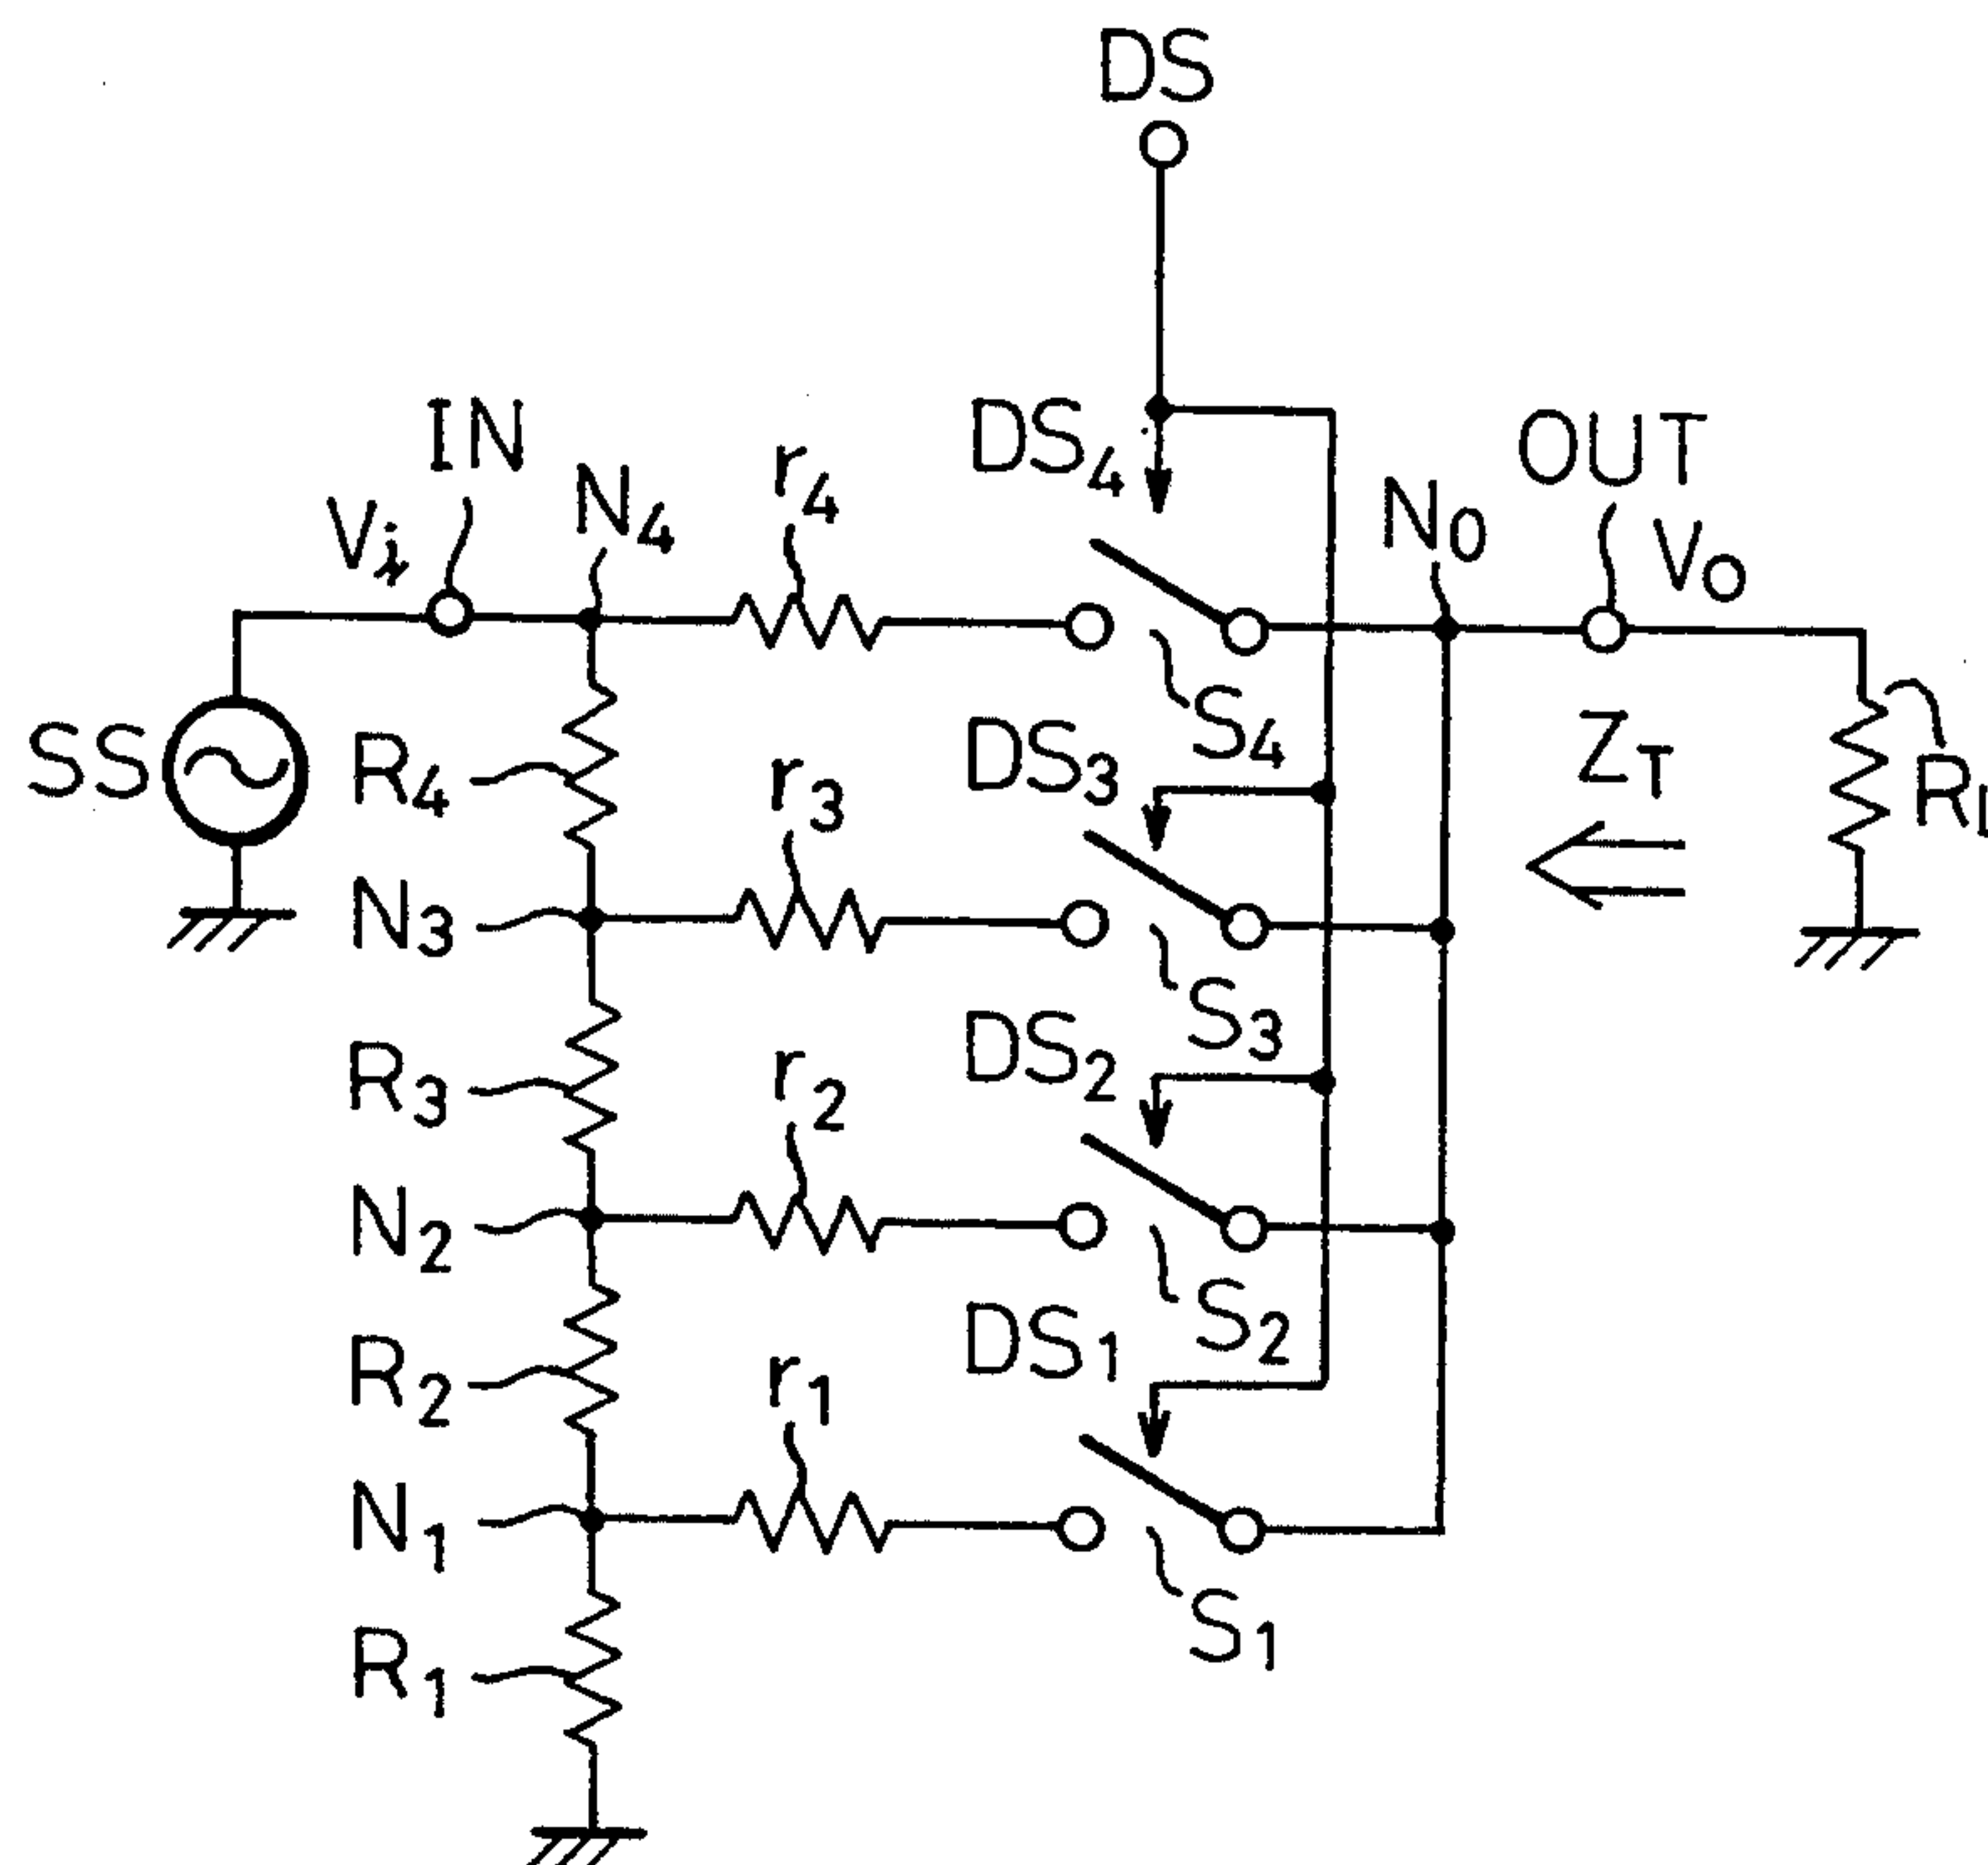 DS
IN
Vi
N4
r4
DS4
N0
OUT
VO
SS
R4
r3
DS3
S4
ZT
N3
S3
R3
r2
DS2
N2
S2
R2
r1
DS1
N1
S1
R1